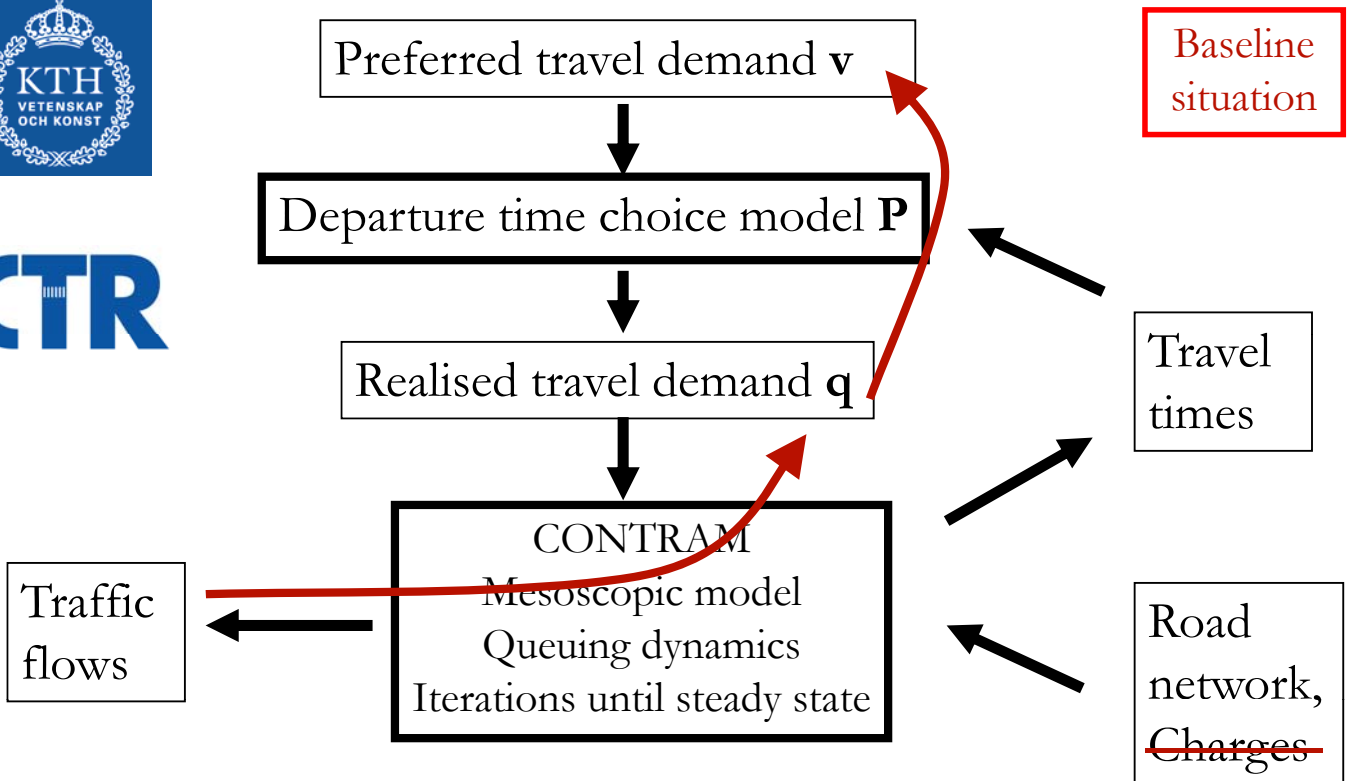 KTH
VETENSKAP
OCH KONST
CTR
Preferred travel demand v
Baseline
situation
Departure time choice model P
Realised travel demand q
Travel
times
CONTRAM
Mesoscopic model
Queuing dynamics
Iterations until steady state
Traffic
flows
Road
network,
Charges